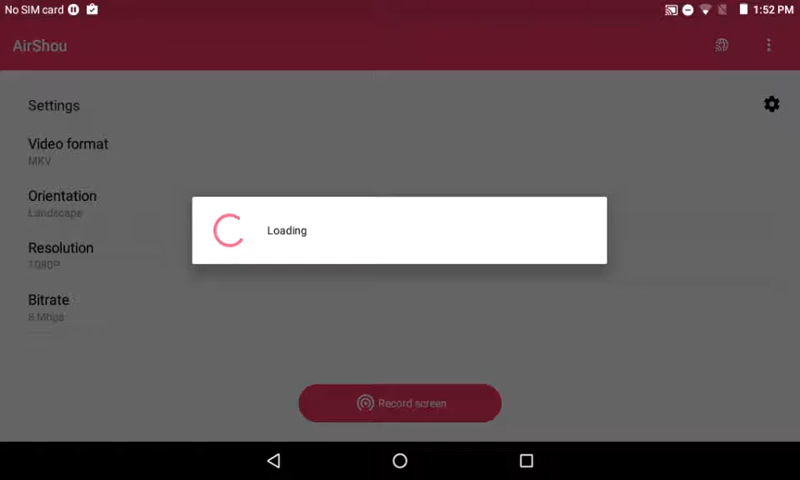 No SIM card
1:52 PM
AirShou
Settings
Video format
MKV
Orientation
Landscape
Resolution
1080P
Bitrate
8 Mbps
Loading
Record screen